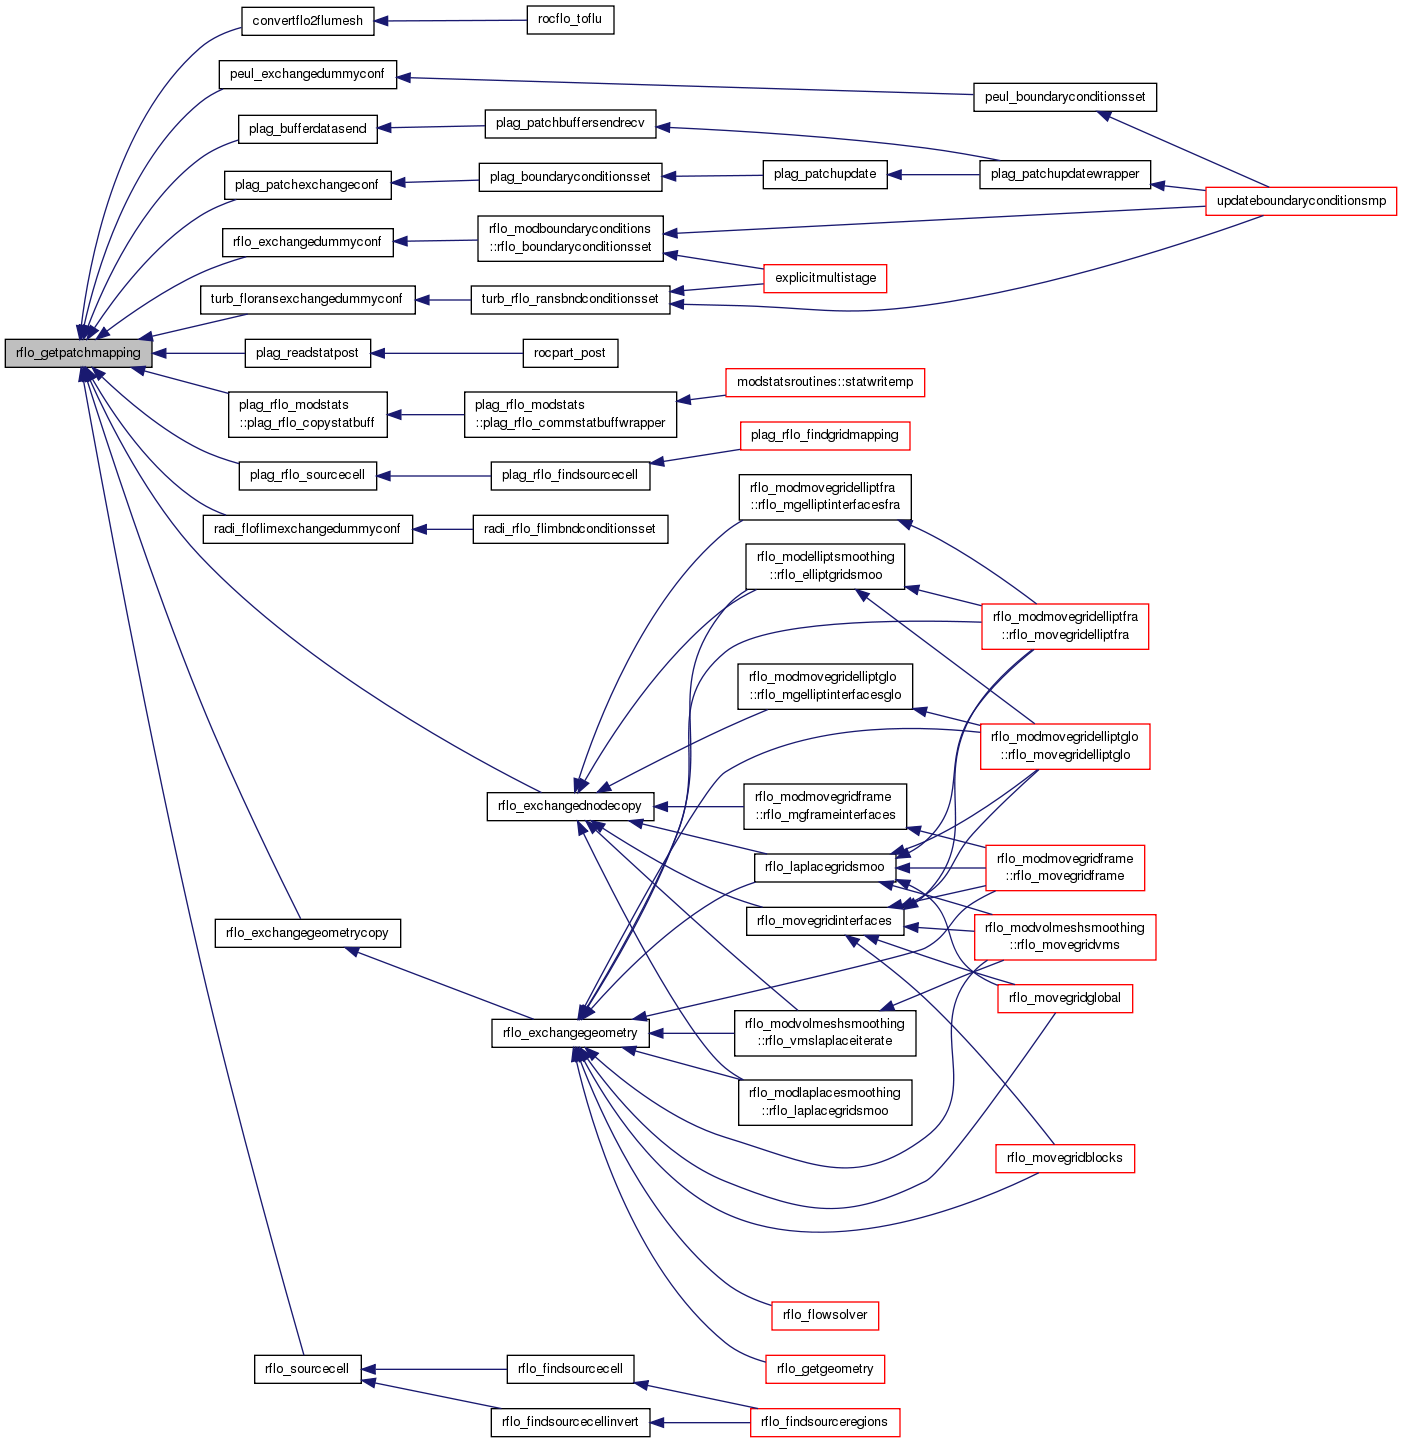 convertflo2flumesh
rocflo_toflu
peul_exchangedummyconf
peul_boundaryconditionsset
plag_bufferdatasend
plag_patchbuffersendrecv
plag_patchexchangeconf
plag_boundaryconditionsset
plag_patchupdate
plag_patchupdatewrapper
updateboundaryconditionsmp
rflo_exchangedummyconf
rflo_modboundaryconditions
::rflo_boundaryconditionsset
explicitmultistage
turb_floransexchangedummyconf
turb_rflo_ransbndconditionsset
rflo_getpatchmapping
plag_readstatpost
rocpart_post
plag_rflo_modstats
::plag_rflo_copystatbuff
plag_rflo_modstats
::plag_rflo_commstatbuffwrapper
modstatsroutines::statwritemp
plag_rflo_findgridmapping
plag_rflo_sourcecell
plag_rflo_findsourcecell
radi_floflimexchangedummyconf
radi_rflo_flimbndconditionsset
rflo_modmovegridelliptfra
::rflo_mgelliptinterfacesfra
rflo_modelliptsmoothing
::rflo_elliptgridsmoo
rflo_modmovegridelliptfra
::rflo_movegridelliptfra
rflo_modmovegridelliptglo
::rflo_mgelliptinterfacesglo
rflo_modmovegridelliptglo
::rflo_movegridelliptglo
rflo_exchangednodecopy
rflo_modmovegridframe
::rflo_mgframeinterfaces
rflo_laplacegridsmoo
rflo_modmovegridframe
::rflo_movegridframe
rflo_movegridinterfaces
rflo_modvolmeshsmoothing
::rflo_movegridvms
rflo_exchangegeometrycopy
rflo_movegridglobal
rflo_exchangegeometry
rflo_modvolmeshsmoothing
::rflo_vmslaplaceiterate
rflo_modlaplacesmoothing
::rflo_laplacegridsmoo
rflo_movegridblocks
rflo_flowsolver
rflo_getgeometry
rflo_sourcecell
rflo_findsourcecell
rflo_findsourcecellinvert
rflo_findsourceregions